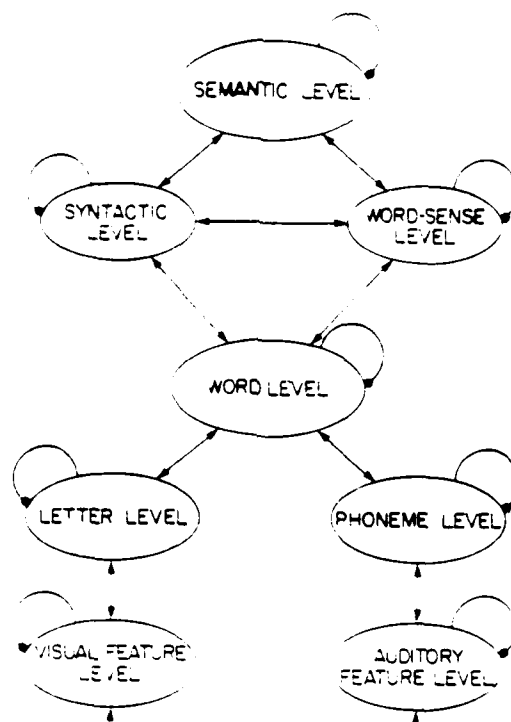 SEMANTIC LEVEL
SYNTACTIC
LEVEL
WORD-SENSE
LEVEL
WORD LEVEL
LETTER LEVEL
PHONEME LEVEL
VISUAL FEATURE
LEVEL
AUDITORY
FEATURE LEVEL